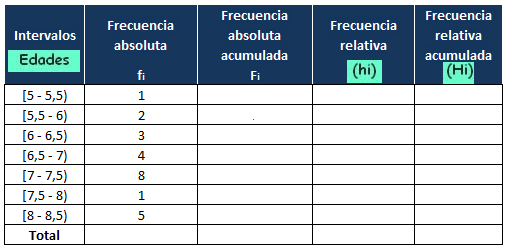 Intervalos Edades | Frecuencia absoluta fi | Frecuencia absoluta acumulada Fi | Frecuencia relativa (hi) | Frecuencia relativa acumulada (Hi)
[5 - 5,5) 1
[5,5 - 6) 2
[6 - 6,5) 3
[6,5 - 7) 4
[7 - 7,5) 8
[7,5 - 8) 1
[8 - 8,5) 5
Total